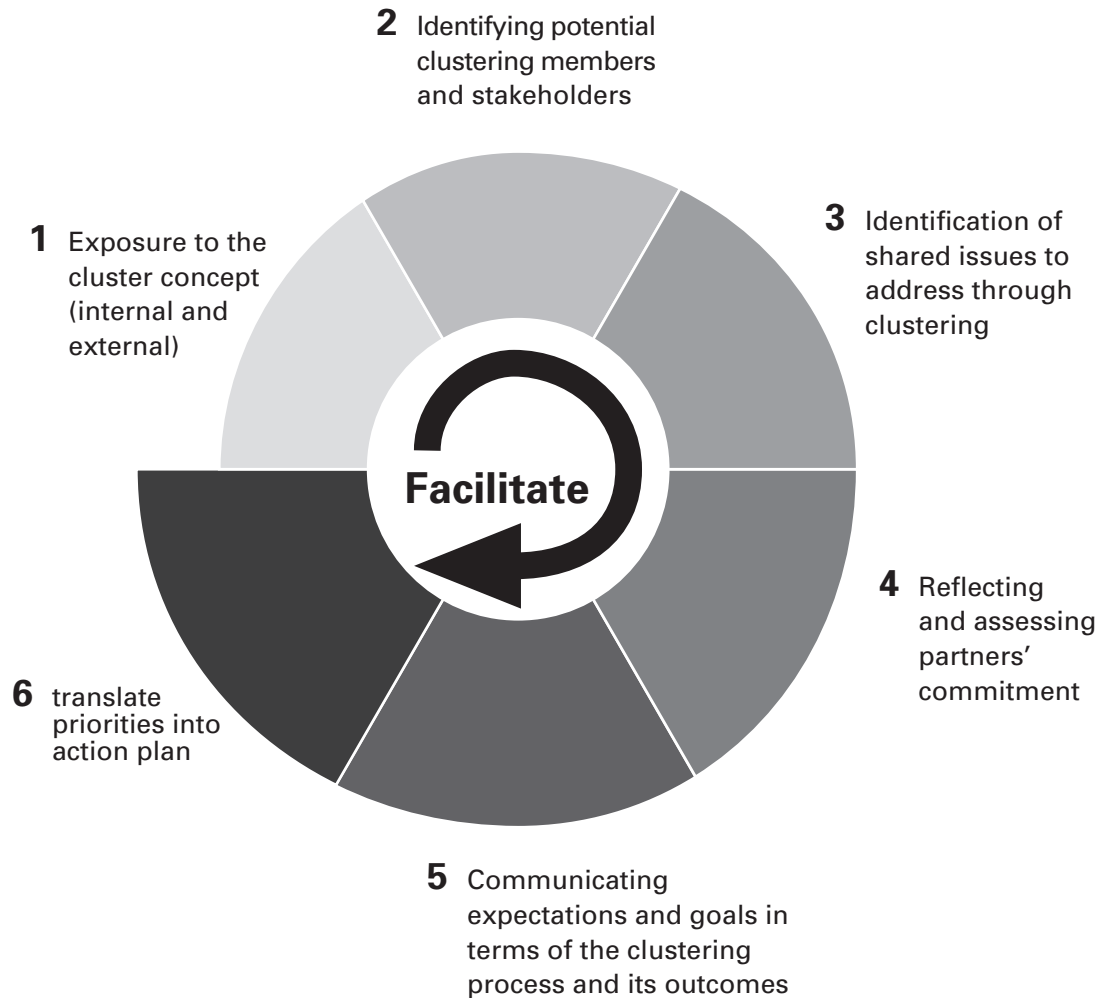 2 Identifying potential
clustering members
and stakeholders
1 Exposure to the
cluster concept
(internal and
external)
3 Identification of
shared issues to
address through
clustering
Facilitate
4 Reflecting
and assessing
partners’
commitment
6 translate
priorities into
action plan
5 Communicating
expectations and goals in
terms of the clustering
process and its outcomes